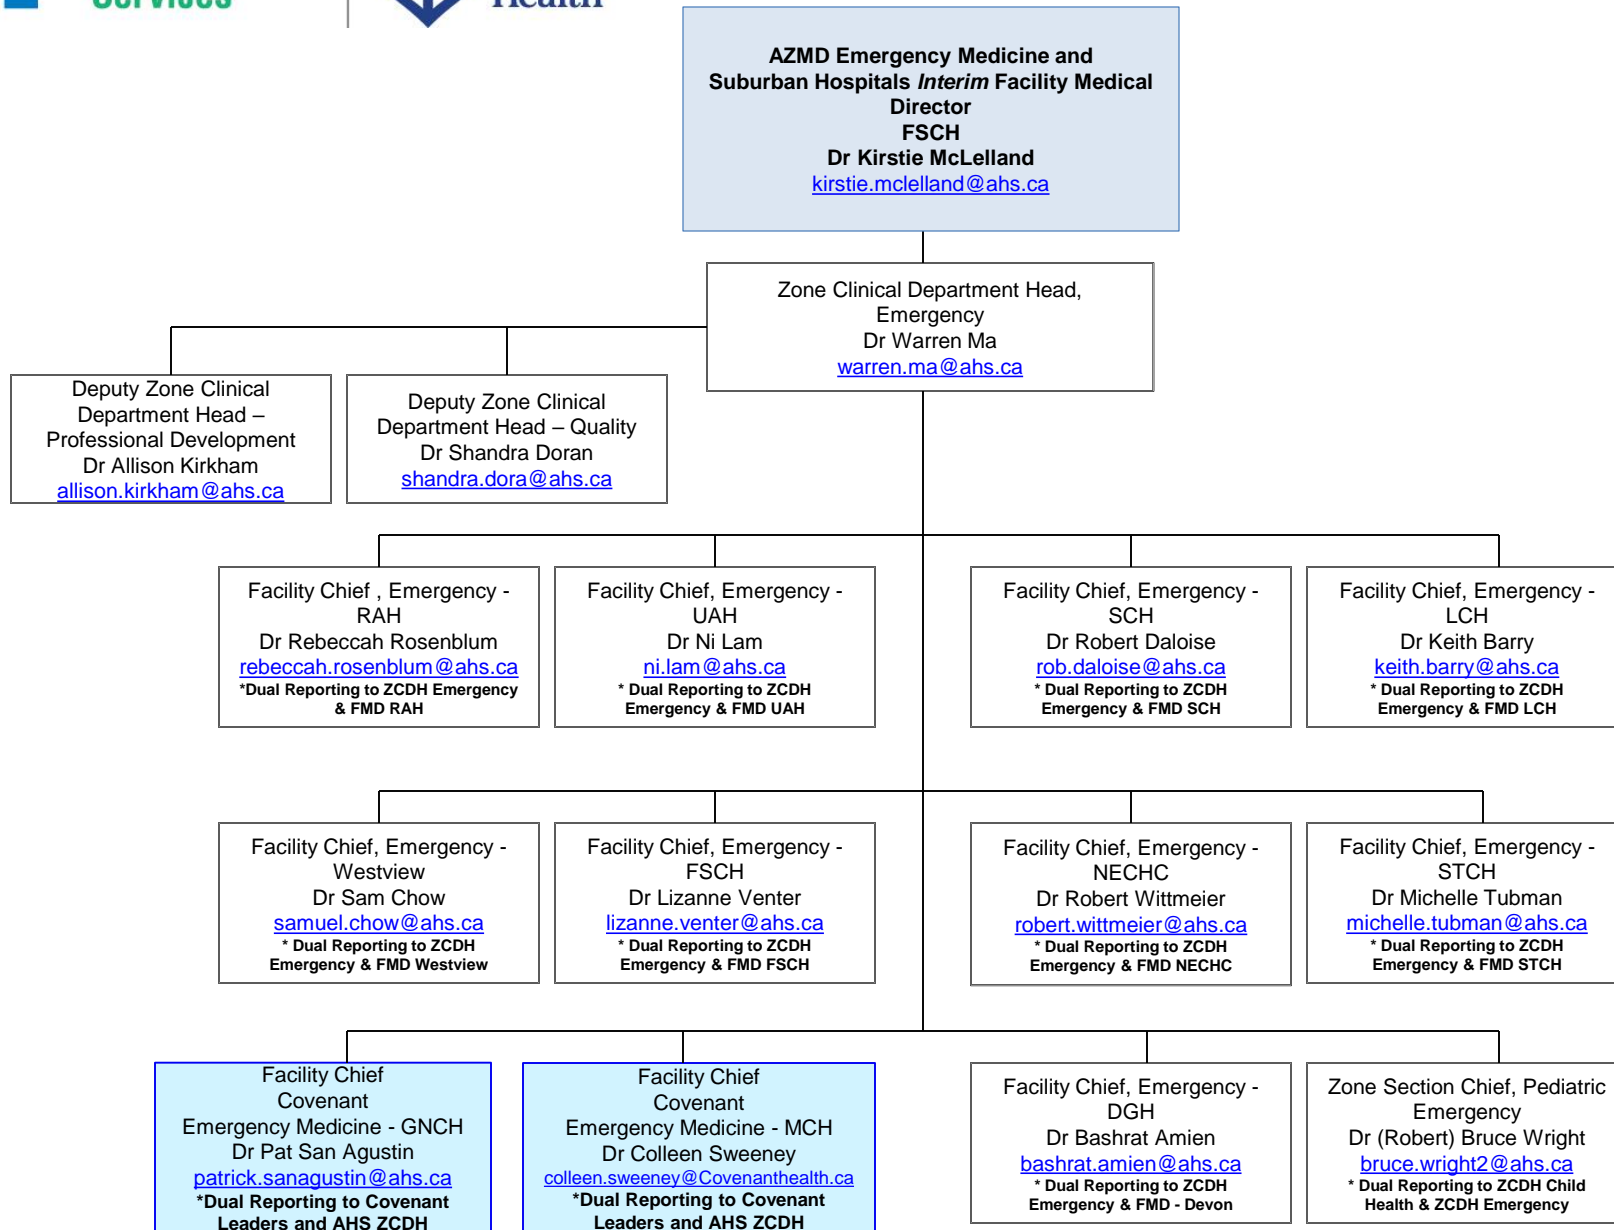 Services
Health
AZMD Emergency Medicine and
Suburban Hospitals Interim Facility Medical
Director
FSCH
Dr Kirstie McLelland
kirstie.mclelland@ahs.ca
Zone Clinical Department Head,
Emergency
Dr Warren Ma
warren.ma@ahs.ca
Deputy Zone Clinical
Department Head –
Professional Development
Dr Allison Kirkham
allison.kirkham@ahs.ca
Deputy Zone Clinical
Department Head – Quality
Dr Shandra Doran
shandra.dora@ahs.ca
Facility Chief , Emergency -
RAH
Dr Rebeccah Rosenblum
rebeccah.rosenblum@ahs.ca
*Dual Reporting to ZCDH Emergency
& FMD RAH
Facility Chief, Emergency -
UAH
Dr Ni Lam
ni.lam@ahs.ca
* Dual Reporting to ZCDH
Emergency & FMD UAH
Facility Chief, Emergency -
SCH
Dr Robert Daloise
rob.daloise@ahs.ca
* Dual Reporting to ZCDH
Emergency & FMD SCH
Facility Chief, Emergency -
LCH
Dr Keith Barry
keith.barry@ahs.ca
* Dual Reporting to ZCDH
Emergency & FMD LCH
Facility Chief, Emergency -
Westview
Dr Sam Chow
samuel.chow@ahs.ca
* Dual Reporting to ZCDH
Emergency & FMD Westview
Facility Chief, Emergency -
FSCH
Dr Lizanne Venter
lizanne.venter@ahs.ca
* Dual Reporting to ZCDH
Emergency & FMD FSCH
Facility Chief, Emergency -
NECHC
Dr Robert Wittmeier
robert.wittmeier@ahs.ca
* Dual Reporting to ZCDH
Emergency & FMD NECHC
Facility Chief, Emergency -
STCH
Dr Michelle Tubman
michelle.tubman@ahs.ca
* Dual Reporting to ZCDH
Emergency & FMD STCH
Facility Chief
Covenant
Emergency Medicine - GNCH
Dr Pat San Agustin
patrick.sanagustin@ahs.ca
*Dual Reporting to Covenant
Leaders and AHS ZCDH
Facility Chief
Covenant
Emergency Medicine - MCH
Dr Colleen Sweeney
colleen.sweeney@Covenanthealth.ca
*Dual Reporting to Covenant
Leaders and AHS ZCDH
Facility Chief, Emergency -
DGH
Dr Bashrat Amien
bashrat.amien@ahs.ca
* Dual Reporting to ZCDH
Emergency & FMD - Devon
Zone Section Chief, Pediatric
Emergency
Dr (Robert) Bruce Wright
bruce.wright2@ahs.ca
* Dual Reporting to ZCDH Child
Health & ZCDH Emergency